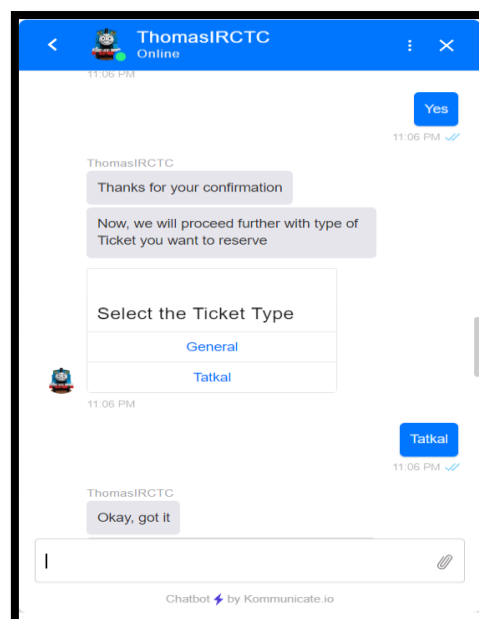 ThomasIRCTC
Online
11:06 PM
Yes
11:06 PM
ThomasIRCTC
Thanks for your confirmation
Now, we will proceed further with type of
Ticket you want to reserve
Select the Ticket Type
General
Tatkal
11:06 PM
Tatkal
11:06 PM
ThomasIRCTC
Okay, got it
Chatbot by Kommunicate.io